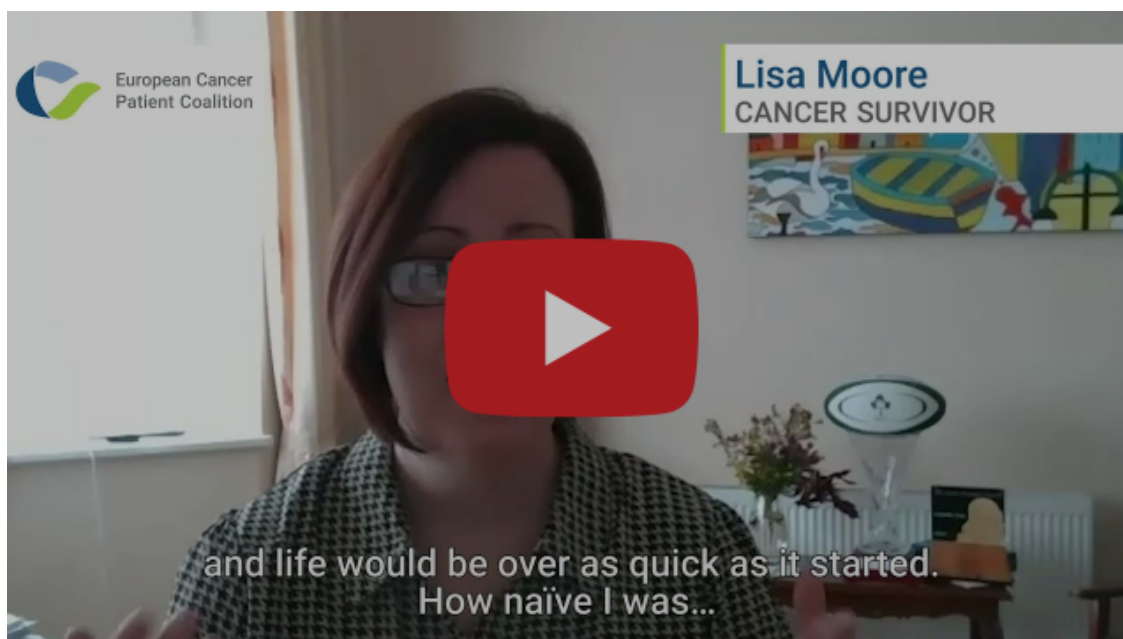 European Cancer
Patient Coalition
Lisa Moore
CANCER SURVIVOR
and life would be over as quick as it started.
How naïve I was...